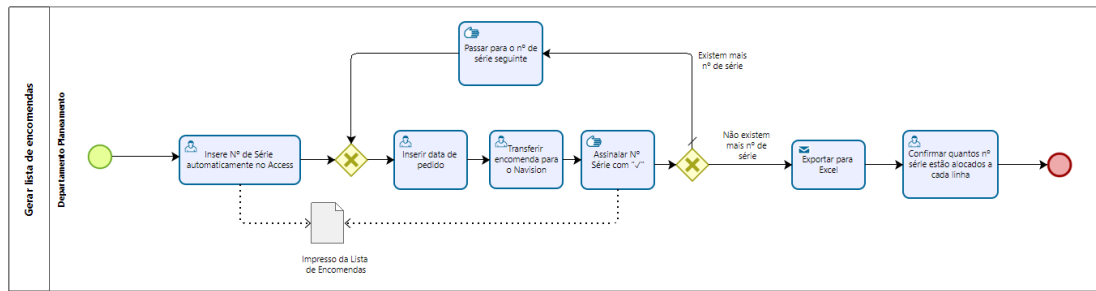 Gerar lista de encomendas
Departamento Planeamento
Passar para o nº de
série seguinte
Existem mais
nº de série
Insere Nº de Série
automaticamente no Access
Inserir data de
pedido
Transferir
encomenda para
o Navision
Assinalar Nº
Série com "√"
Não existem
mais nº de
série
Exportar para
Excel
Confirmar quantos nº
série estão alocados a
cada linha
Impresso da Lista
de Encomendas